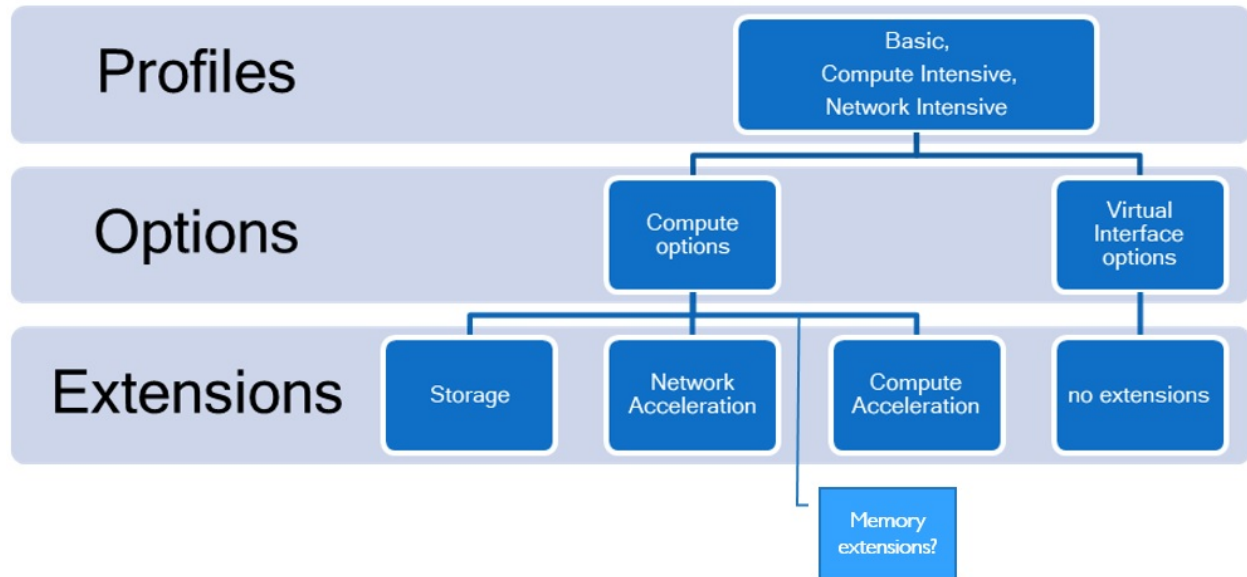 Profiles
Basic,
Compute Intensive,
Network Intensive
Options
Compute
options
Virtual
Interface
options
Extensions
Storage
Network
Acceleration
Compute
Acceleration
no extensions
Memory
extensions?